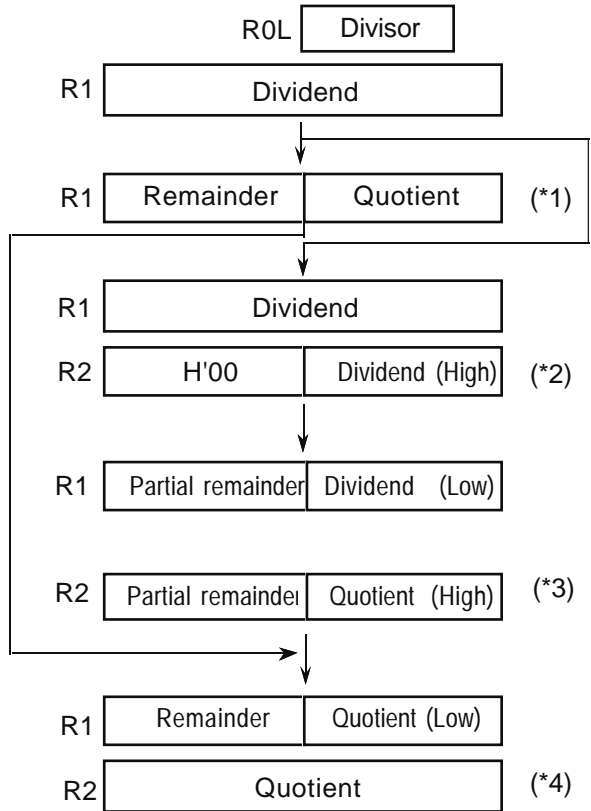 R0L Divisor
R1 Dividend
R1 Remainder Quotient (*1)
R1 Dividend
R2 H'00 Dividend (High) (*2)
R1 Partial remainder Dividend (Low)
R2 Partial remainder Quotient (High) (*3)
R1 Remainder Quotient (Low)
R2 Quotient (*4)